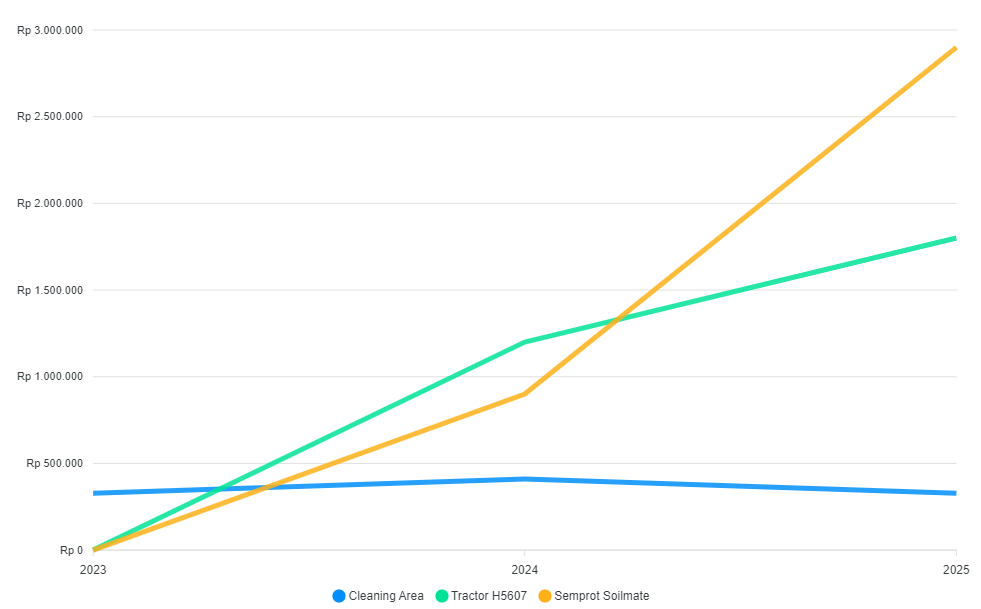 Rp 3.000.000
Rp 2.500.000
Rp 2.000.000
Rp 1.500.000
Rp 1.000.000
Rp 500.000
Rp 0
2023 2024 2025
Cleaning Area Tractor H5607 Semprot Soilmate